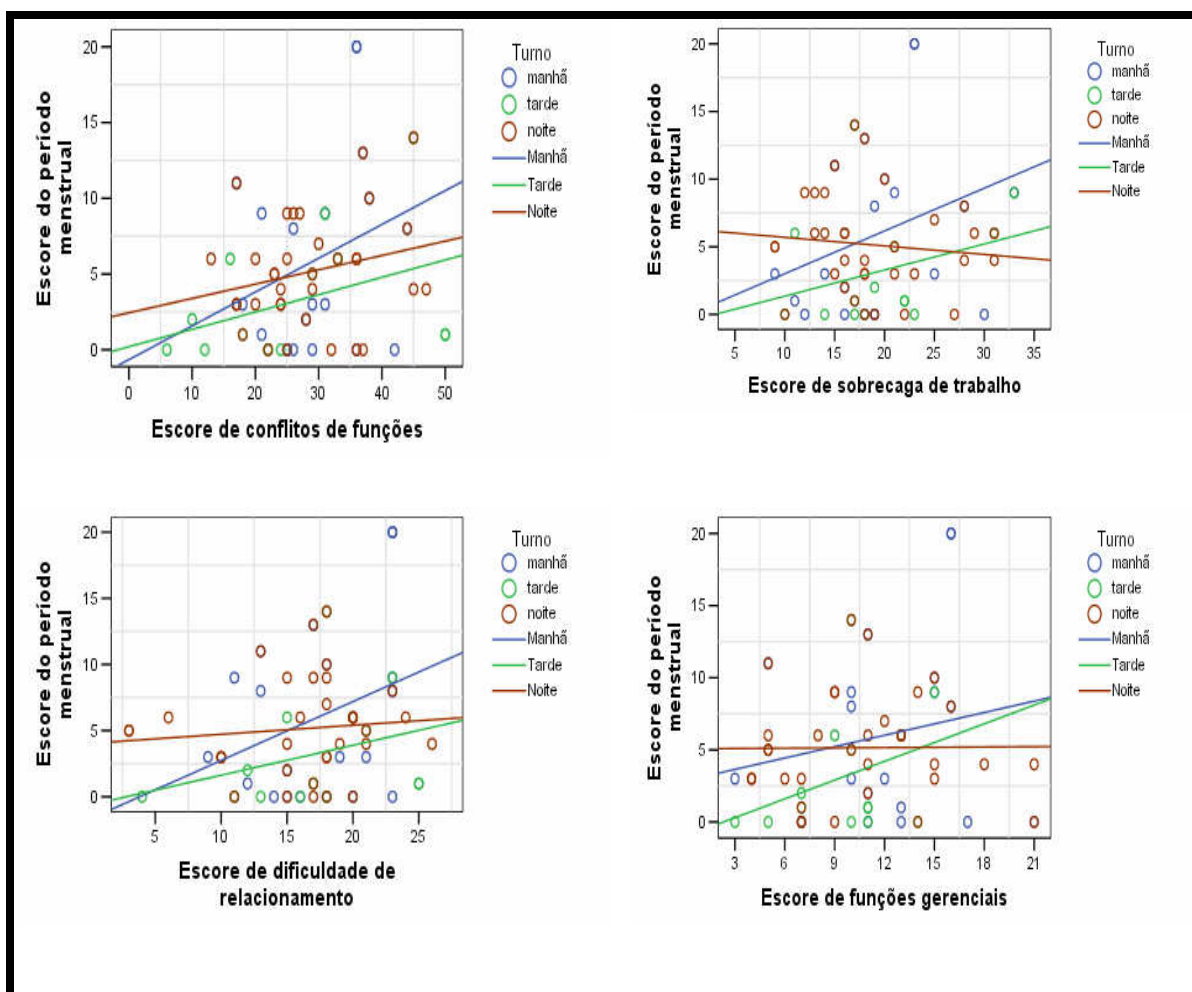 Escore do período
menstrual
20
15
10
5
0
0 10 20 30 40 50
Escore de conflitos de funções
Turno
manhã
tarde
noite
Manhã
Tarde
Noite
Escore do período
menstrual
20
15
10
5
0
5 10 15 20 25 30 35
Escore de sobrecaga de trabalho
Turno
manhã
tarde
noite
Manhã
Tarde
Noite
Escore do período
menstrual
20
15
10
5
0
5 10 15 20 25
Escore de dificuldade de
relacionamento
Turno
manhã
tarde
noite
Manhã
Tarde
Noite
Escore do período
menstrual
20
15
10
5
0
3 6 9 12 15 18 21
Escore de funções gerenciais
Turno
manhã
tarde
noite
Manhã
Tarde
Noite